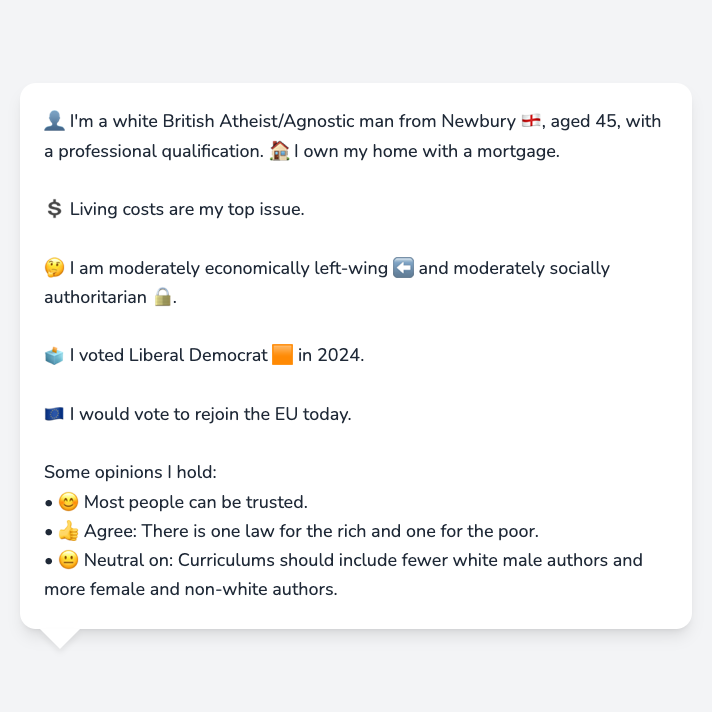 👤 I'm a white British Atheist/Agnostic man from Newbury 🏴󠁧󠁢󠁥󠁮󠁧󠁿, aged 45, with
a professional qualification. 🏠 I own my home with a mortgage.
💲 Living costs are my top issue.
🤔 I am moderately economically left-wing ⬅️ and moderately socially
authoritarian 🔒.
🗳️ I voted Liberal Democrat 🟧 in 2024.
🇪🇺 I would vote to rejoin the EU today.
Some opinions I hold:
• 😊 Most people can be trusted.
• 👍 Agree: There is one law for the rich and one for the poor.
• 😐 Neutral on: Curriculums should include fewer white male authors and
more female and non-white authors.